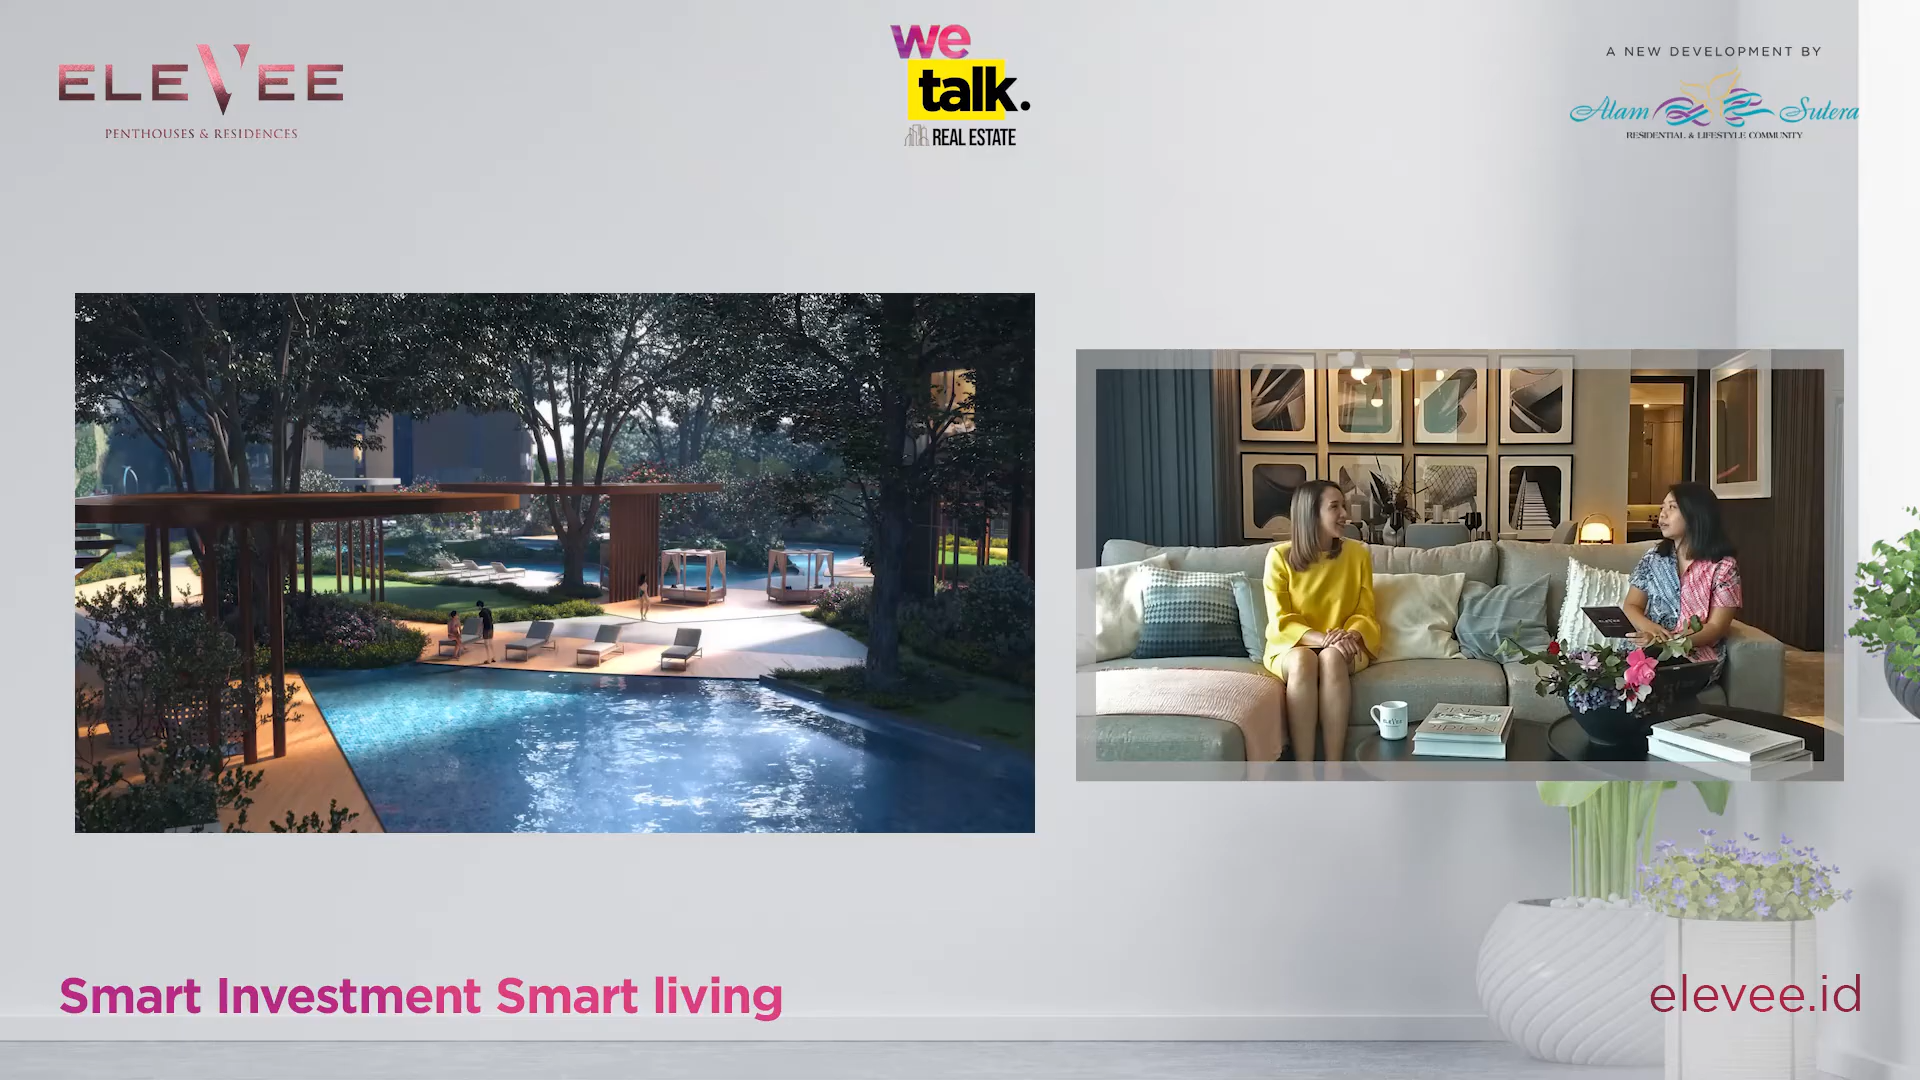 ELEVEE
PENTHOUSES & RESIDENCES
we
talk.
REAL ESTATE
A NEW DEVELOPMENT BY
Alam Sutera
RESIDENTIAL & LIFESTYLE COMMUNITY
Smart Investment Smart living
elevee.id